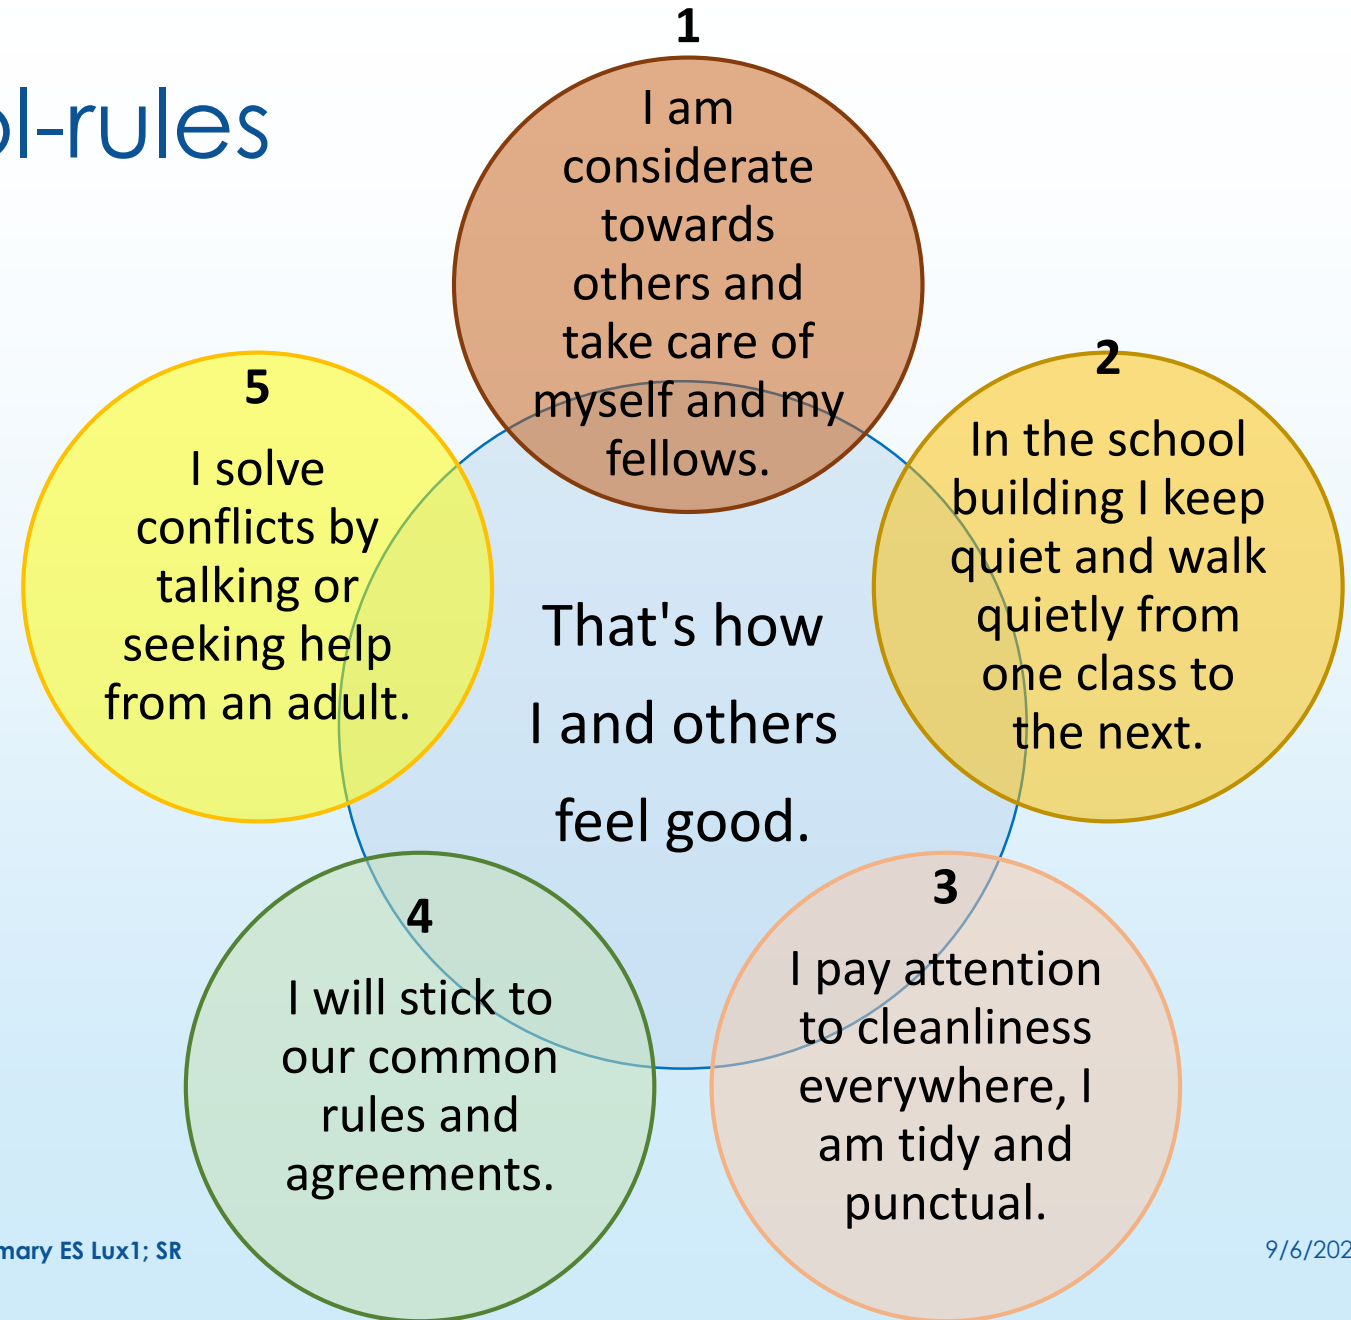 ol-rules
1
I am
considerate
towards
others and
take care of
myself and my
fellows.
2
In the school
building I keep
quiet and walk
quietly from
one class to
the next.
3
I pay attention
to cleanliness
everywhere, I
am tidy and
punctual.
4
I will stick to
our common
rules and
agreements.
5
I solve
conflicts by
talking or
seeking help
from an adult.
That's how
I and others
feel good.
mary ES Lux1; SR
9/6/202